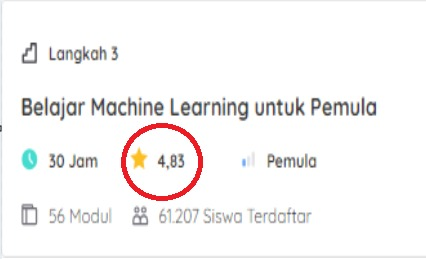 Langkah 3
Belajar Machine Learning untuk Pemula
30 Jam 4,83 Pemula
56 Modul 61.207 Siswa Terdaftar